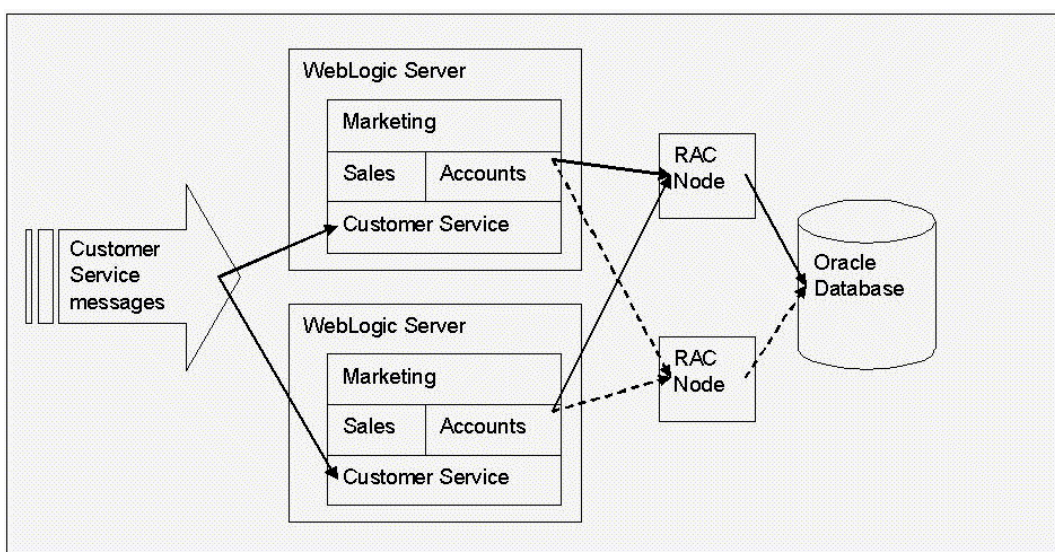 Customer
Service
messages
WebLogic Server
Marketing
Sales
Accounts
Customer Service
WebLogic Server
Marketing
Sales
Accounts
Customer Service
RAC
Node
RAC
Node
Oracle
Database